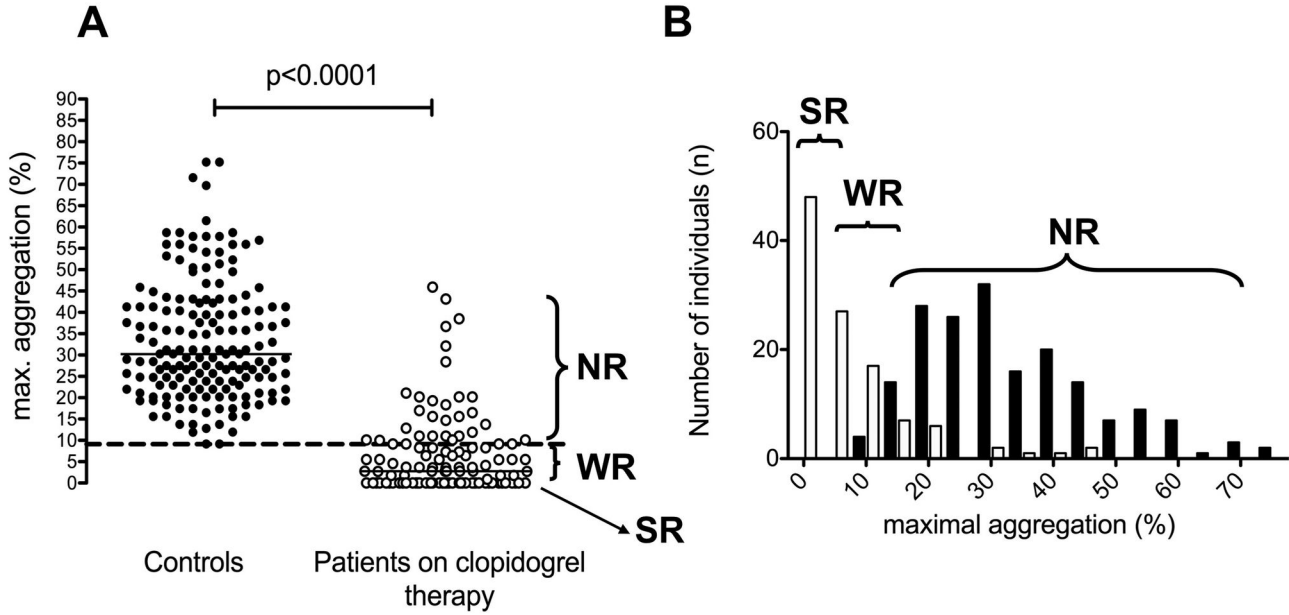 A
p<0.0001
max. aggregation (%)
90
85
80
75
70
65
60
55
50
45
40
35
30
25
20
15
10
5
0
NR
WR
SR
Controls
Patients on clopidogrel
therapy
B
SR
WR
NR
Number of individuals (n)
60
40
20
0
0
10
20
30
40
50
60
70
maximal aggregation (%)